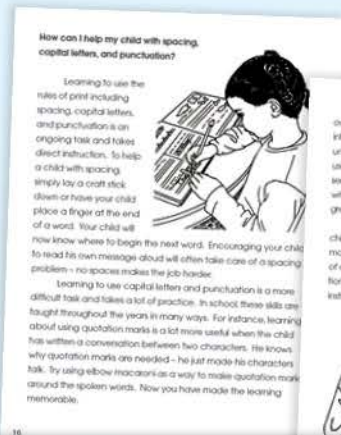 How can I help my child with spacing,
capital letters, and punctuation?
Learning to use the
rules of print including
spacing, capital letters,
and punctuation is an
ongoing task and takes
direct instruction. To help
a child with spacing,
simply lay a craft stick
down or have your child
place a finger at the end
of a word. Your child will
now know where to begin the next word. Encouraging your child
to read his own message aloud will often take care of a spacing
problem – no spaces makes the job harder.
Learning to use capital letters and punctuation is a more
difficult task and takes a lot of practice. In school, these skills are
taught throughout the years in many ways. For instance, learning
about using quotation marks is a lot more useful when the child
has written a conversation between two characters. He knows
why quotation marks are needed – he just made his characters
talk. Try using elbow macaroni as a way to make quotation mark
around the spoken words. Now you have made the learning
memorable.
16